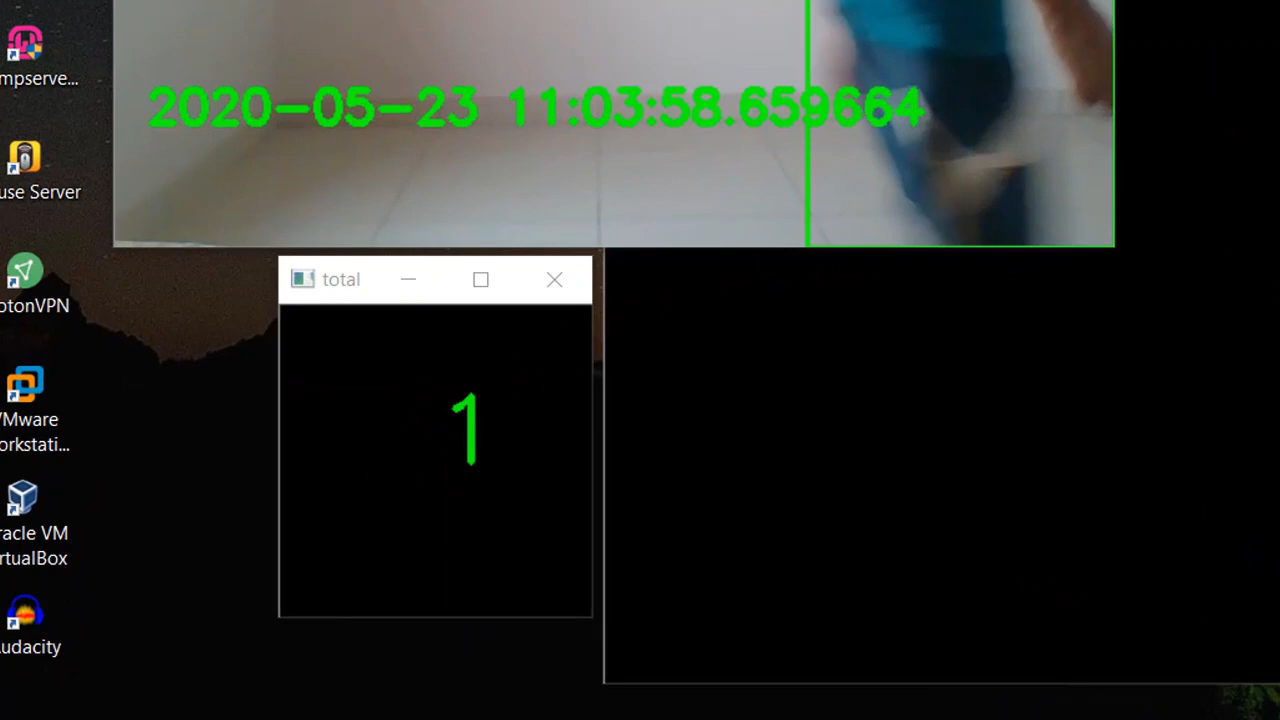 mpserve...
2020-05-23 11:03:58.659664
use Server
total
otonVPN
1
VMware
orkstati...
racle VM
rtualBox
udacity